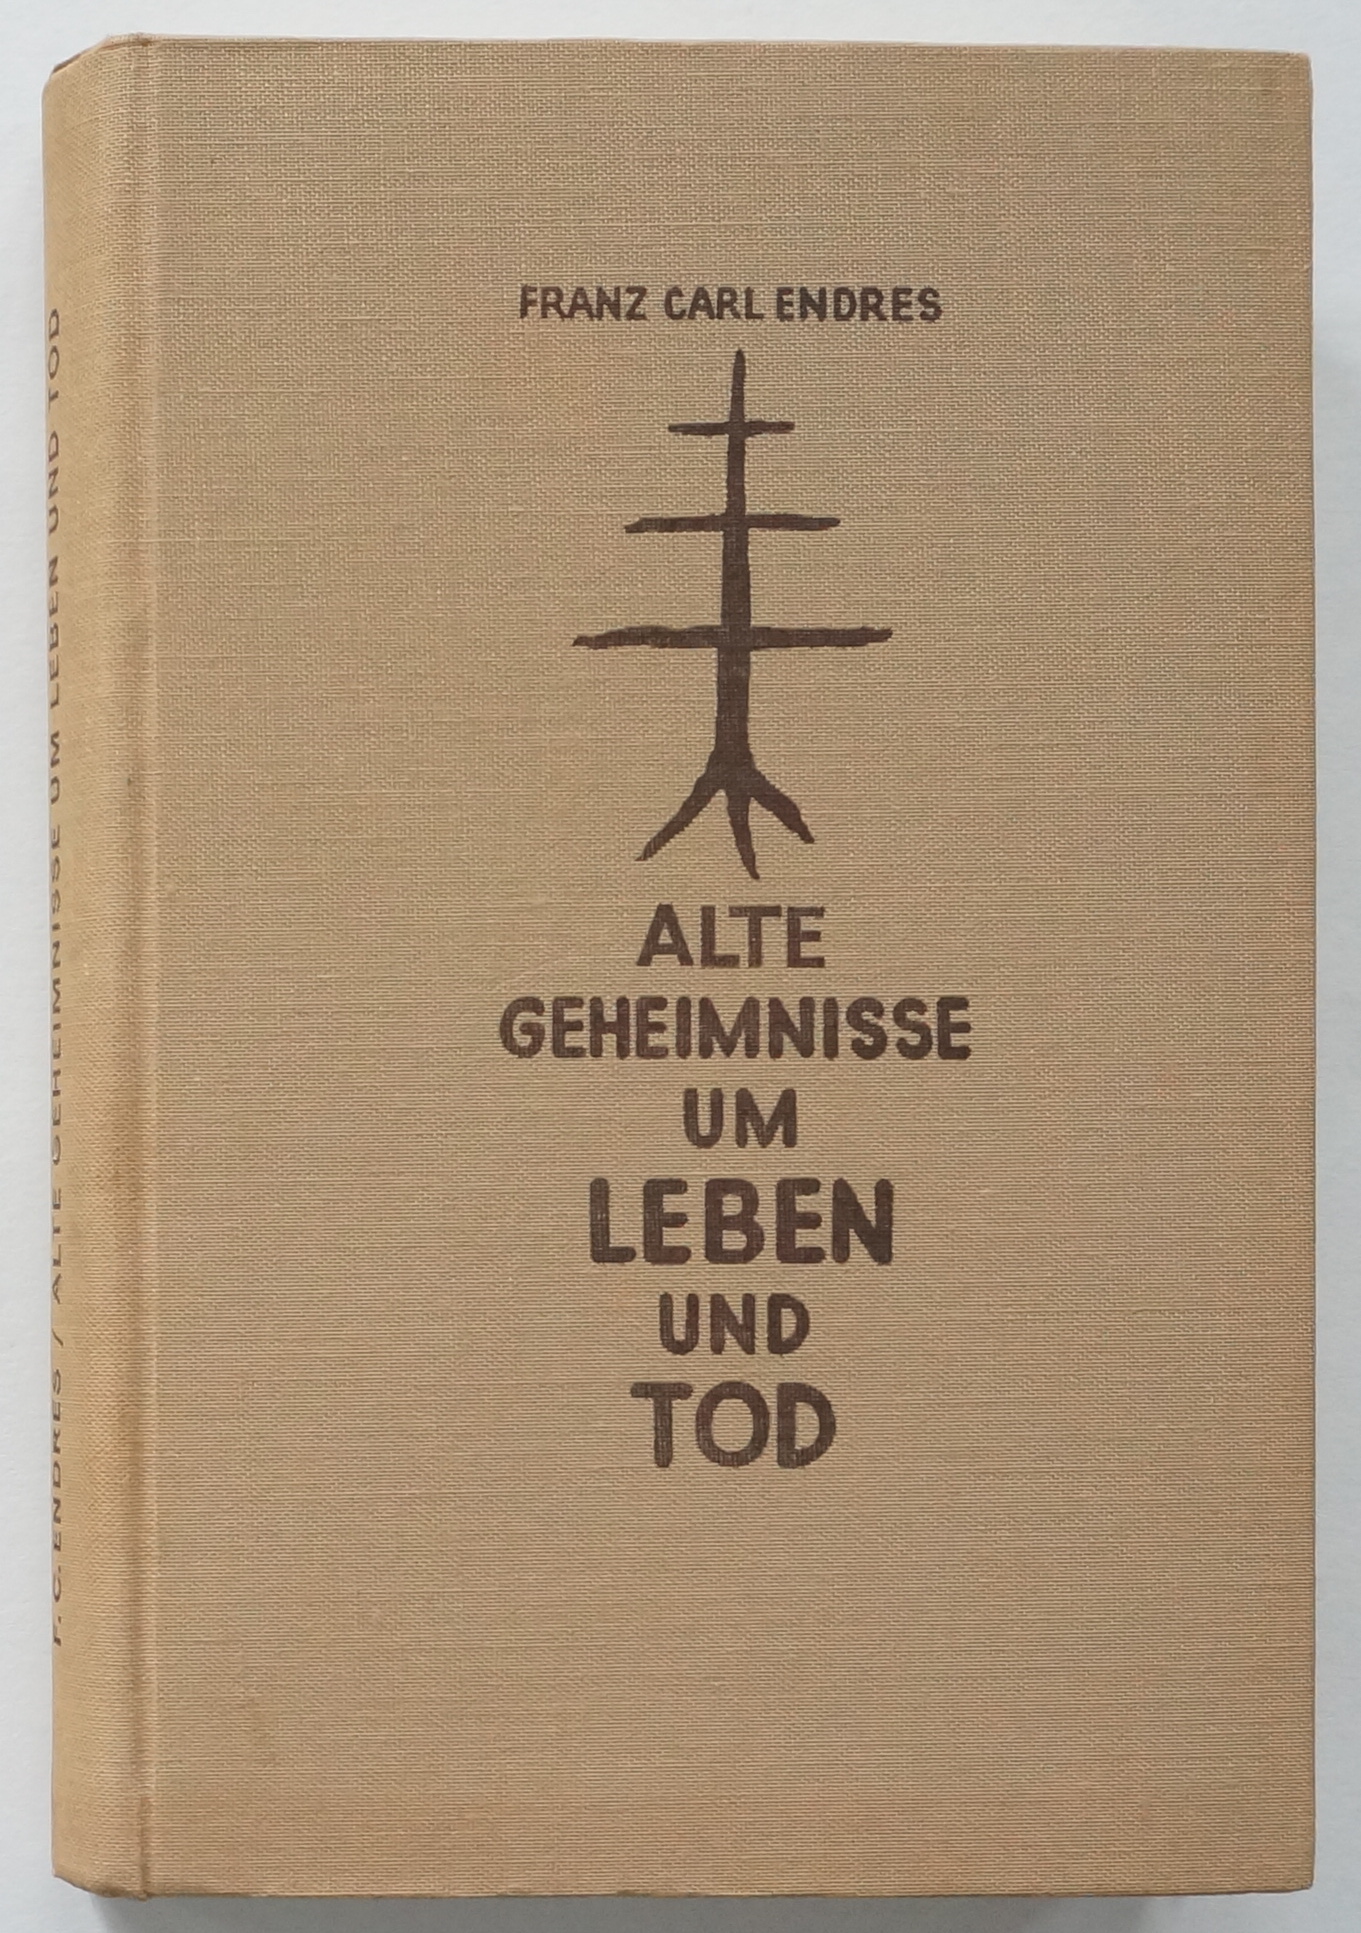 FRANZ CARL ENDRES
ALTE
GEHEIMNISSE
UM
LEBEN
UND
TOD
F. C. ENDRES / ALTE GEHEIMNISSE UM LEBEN UND TOD